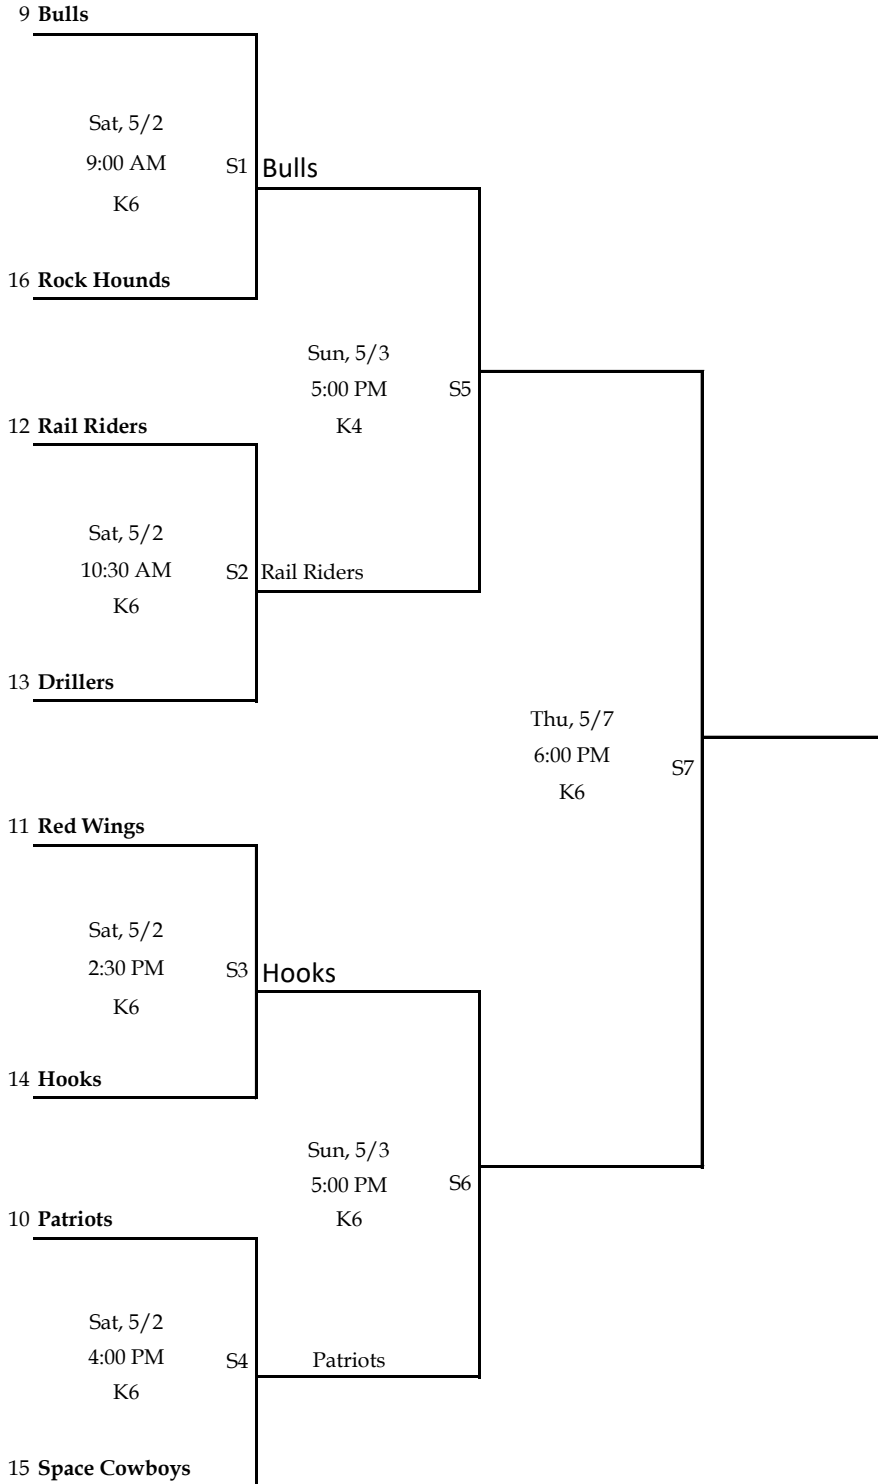 9 Bulls
Sat, 5/2
9:00 AM
S1 Bulls
K6
16 Rock Hounds
Sun, 5/3
5:00 PM
S5
K4
12 Rail Riders
Sat, 5/2
10:30 AM
S2 Rail Riders
K6
13 Drillers
Thu, 5/7
6:00 PM
S7
K6
11 Red Wings
Sat, 5/2
2:30 PM
S3 Hooks
K6
14 Hooks
Sun, 5/3
5:00 PM
S6
K6
10 Patriots
Sat, 5/2
4:00 PM
S4 Patriots
K6
15 Space Cowboys